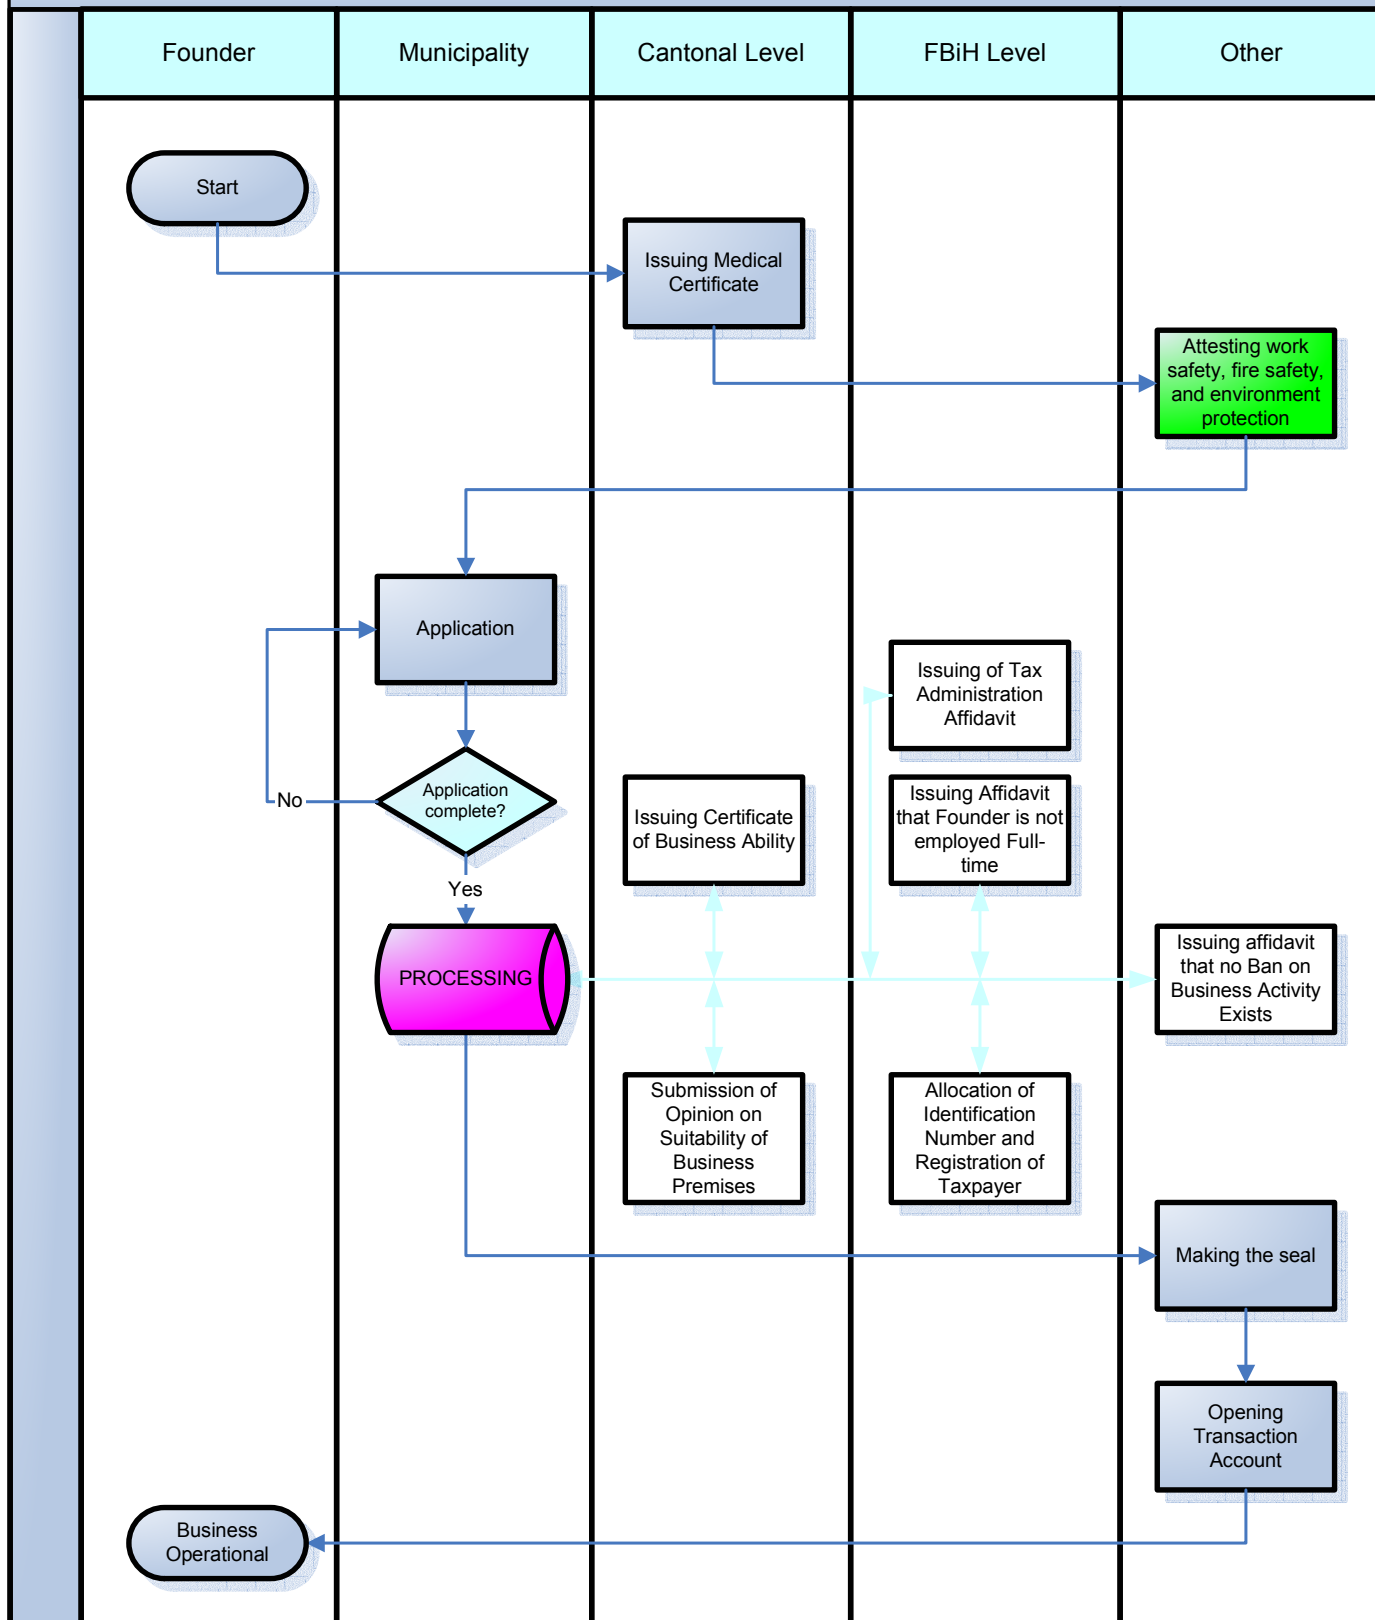 Founder
Municipality
Cantonal Level
FBiH Level
Other
Start
Issuing Medical
Certificate
Attesting work
safety, fire safety,
and environment
protection
Application
Issuing of Tax
Administration
Affidavit
Application
complete?
No
Yes
Issuing Certificate
of Business Ability
Issuing Affidavit
that Founder is not
employed Full-
time
PROCESSING
Issuing affidavit
that no Ban on
Business Activity
Exists
Submission of
Opinion on
Suitability of
Business
Premises
Allocation of
Identification
Number and
Registration of
Taxpayer
Making the seal
Opening
Transaction
Account
Business
Operational